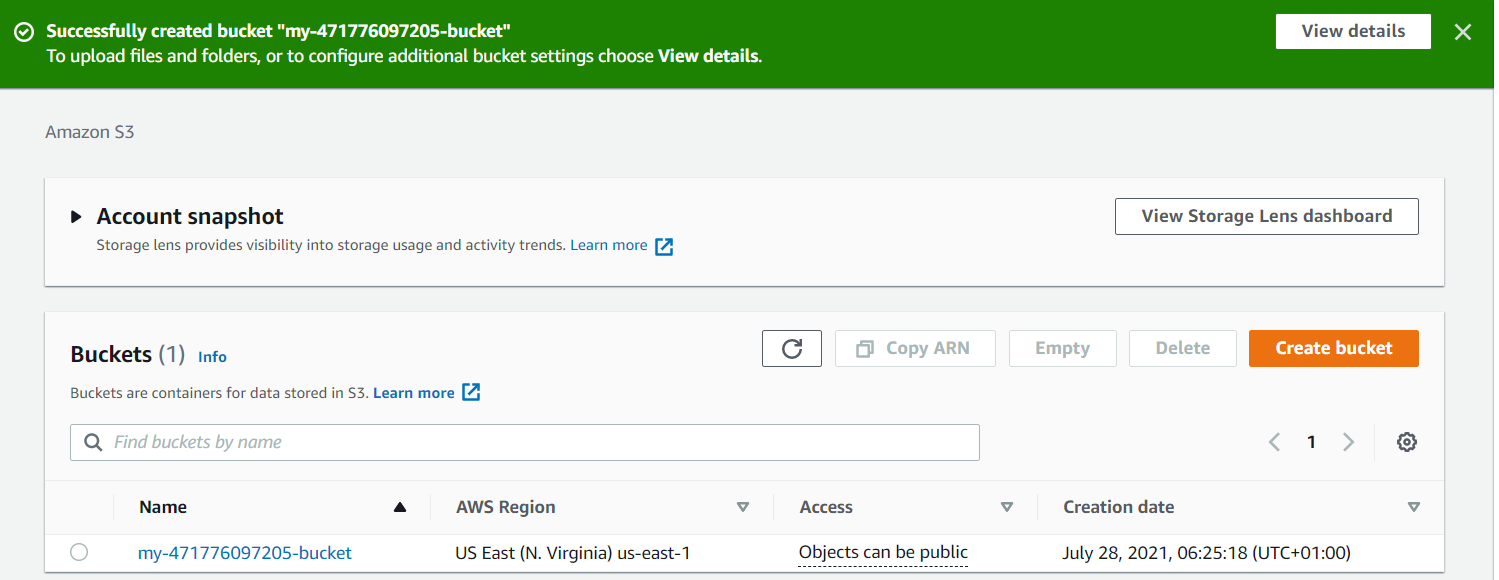 Successfully created bucket "my-471776097205-bucket"
To upload files and folders, or to configure additional bucket settings choose View details.
View details
Amazon S3
Account snapshot
Storage lens provides visibility into storage usage and activity trends. Learn more
View Storage Lens dashboard
Buckets (1) Info
Buckets are containers for data stored in S3. Learn more
Copy ARN
Empty
Delete
Create bucket
Find buckets by name
1
Name AWS Region Access Creation date
my-471776097205-bucket US East (N. Virginia) us-east-1 Objects can be public July 28, 2021, 06:25:18 (UTC+01:00)